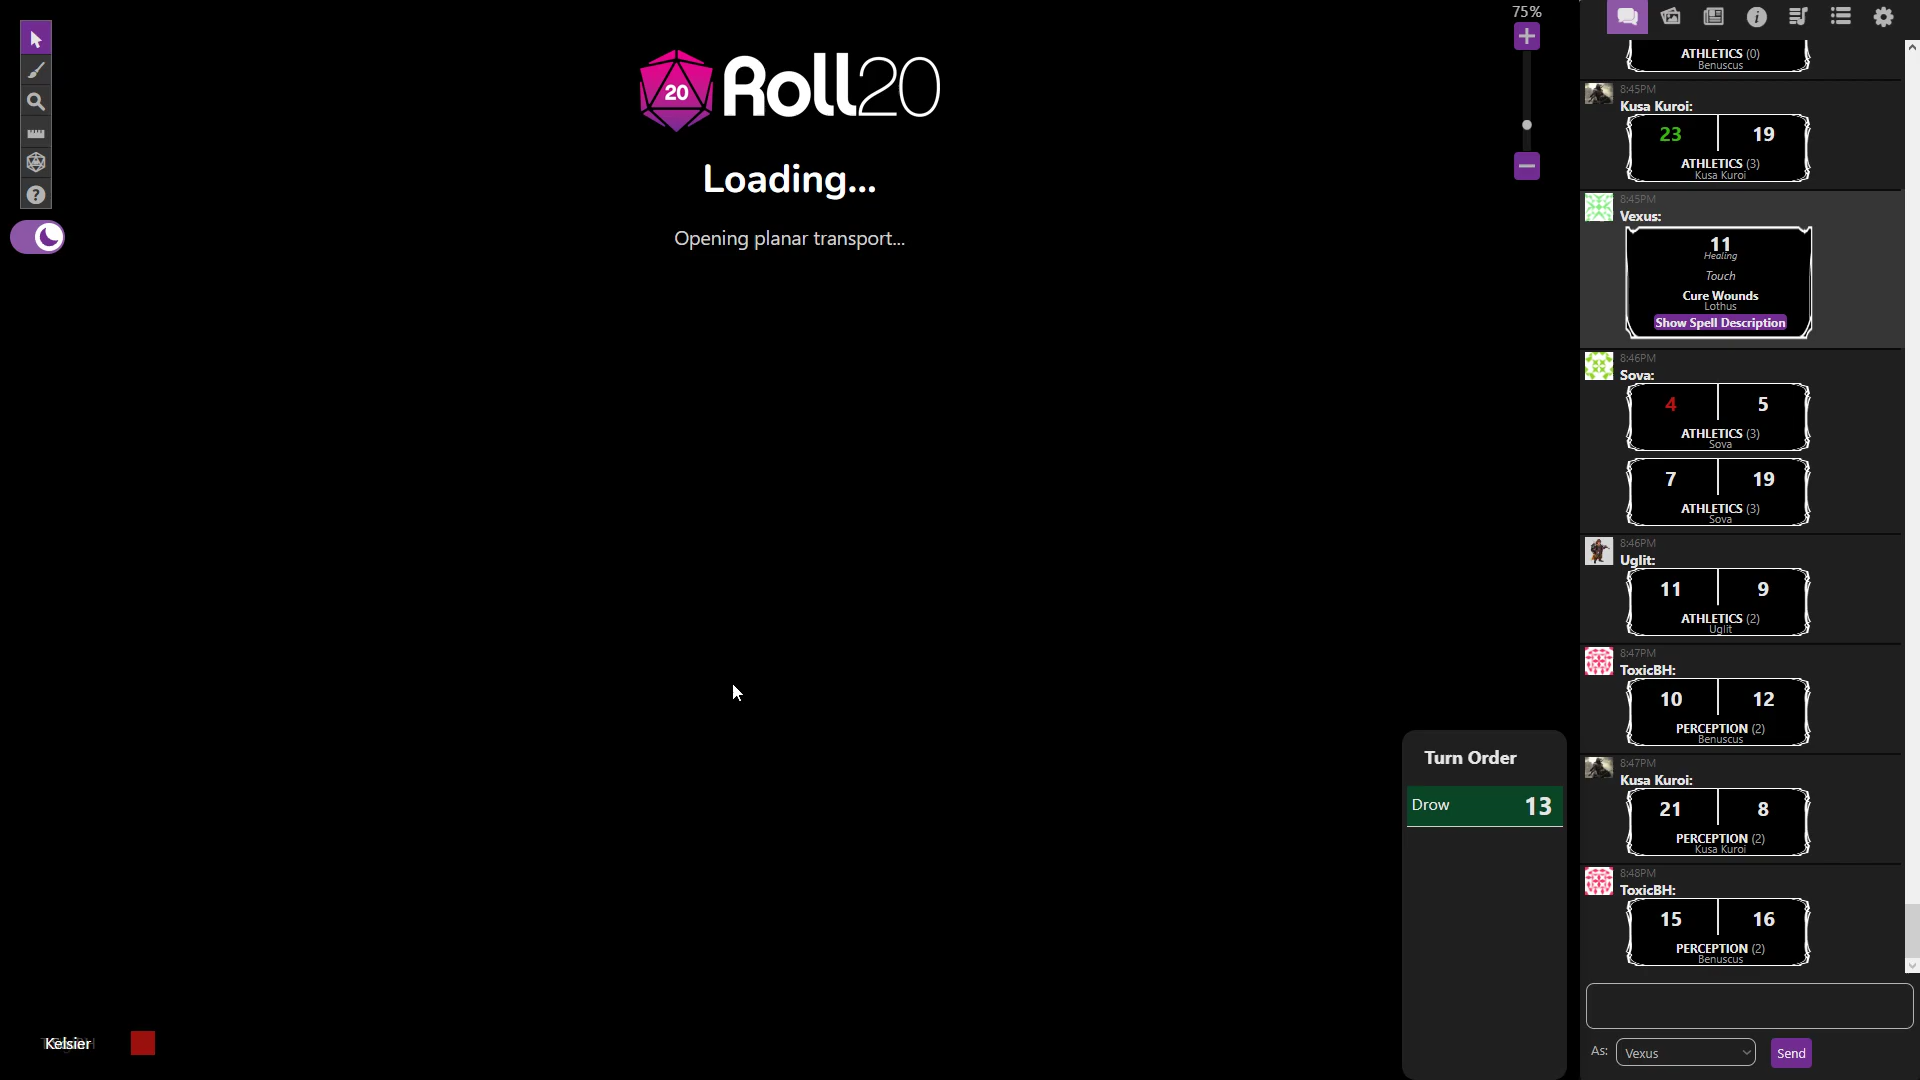 75%
20
Roll20
Loading...
Opening planar transport...
ATHLETICS (0)
Benuscus
8:45PM
Kusa Kuroi:
23 19
ATHLETICS (3)
Kusa Kuroi
8:45PM
Vexus:
11
Healing
Touch
Cure Wounds
Lothus
Show Spell Description
8:46PM
Sova:
4 5
ATHLETICS (3)
Sova
7 19
ATHLETICS (3)
Sova
8:46PM
Uglit:
11 9
ATHLETICS (2)
Uglit
8:47PM
ToxicBH:
10 12
PERCEPTION (2)
Benuscus
8:47PM
Kusa Kuroi:
21 8
PERCEPTION (2)
Kusa Kuroi
8:48PM
ToxicBH:
15 16
PERCEPTION (2)
Benuscus
Turn Order
Drow 13
Kelsier
As: Vexus Send